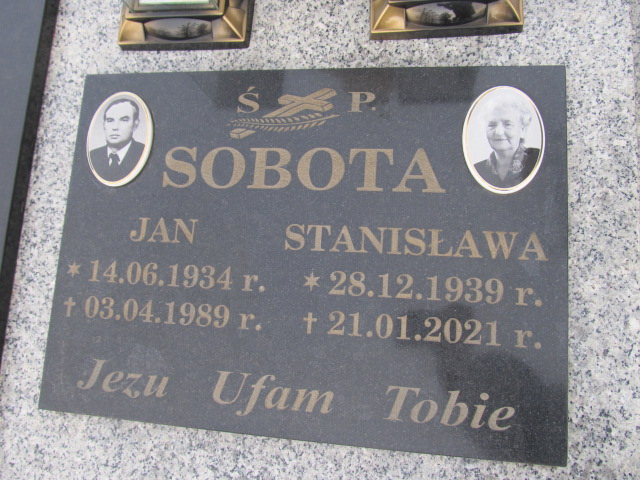 Ś P.
SOBOTA
JAN STANISŁAWA
* 14.06.1934 r. * 28.12.1939 r.
† 03.04.1989 r. † 21.01.2021 r.
Jezu Ufam Tobie